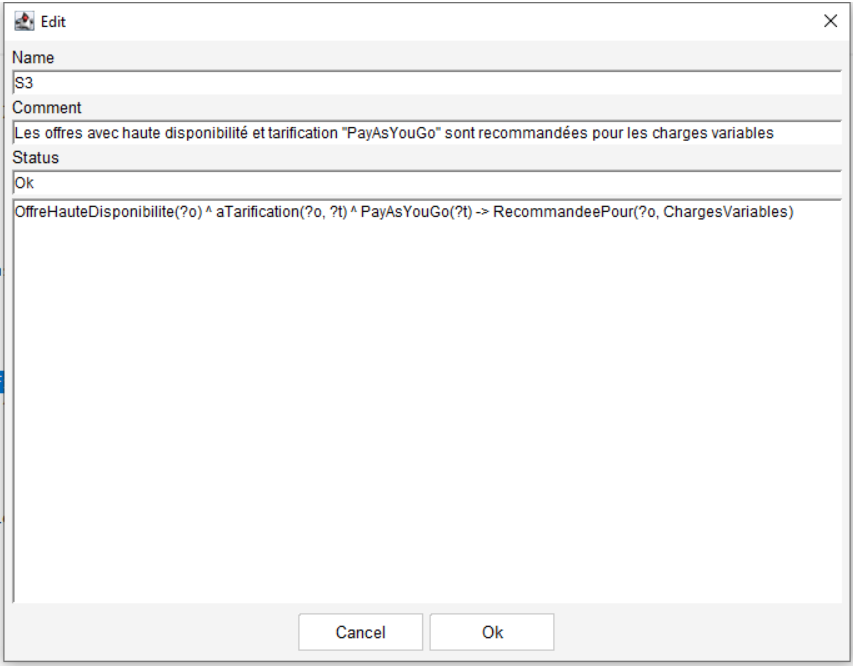 Edit
Name
S3
Comment
Les offres avec haute disponibilité et tarification "PayAsYouGo" sont recommandées pour les charges variables
Status
Ok
OffreHauteDisponibilite(?o) ^ aTarification(?o, ?t) ^ PayAsYouGo(?t) -> RecommandeePour(?o, ChargesVariables)
Cancel
Ok